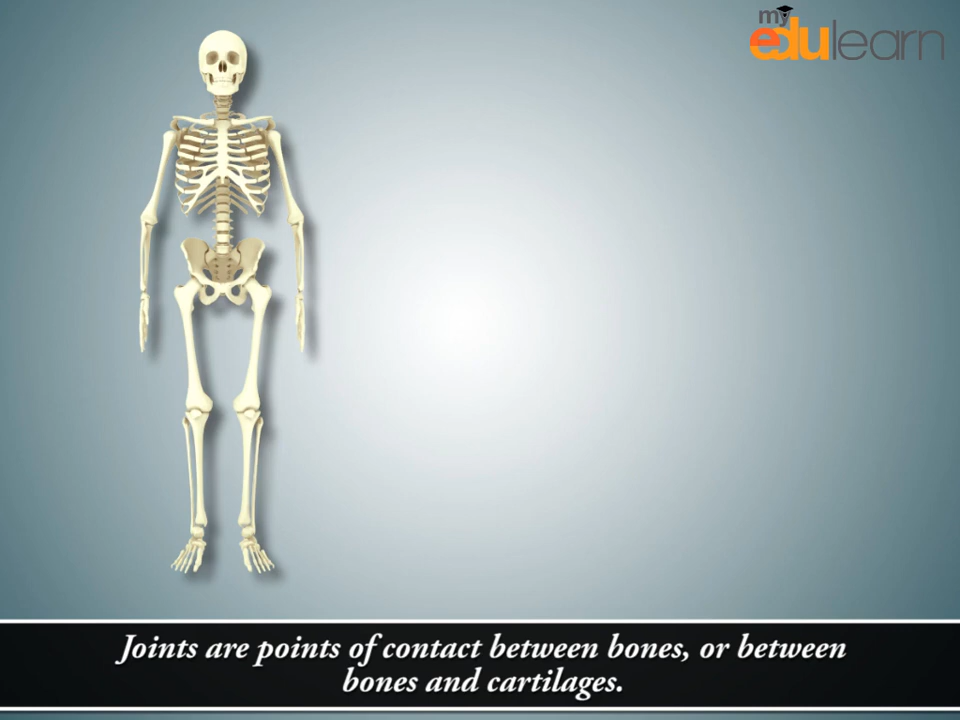 my
edulearn
Joints are points of contact between bones, or between
bones and cartilages.